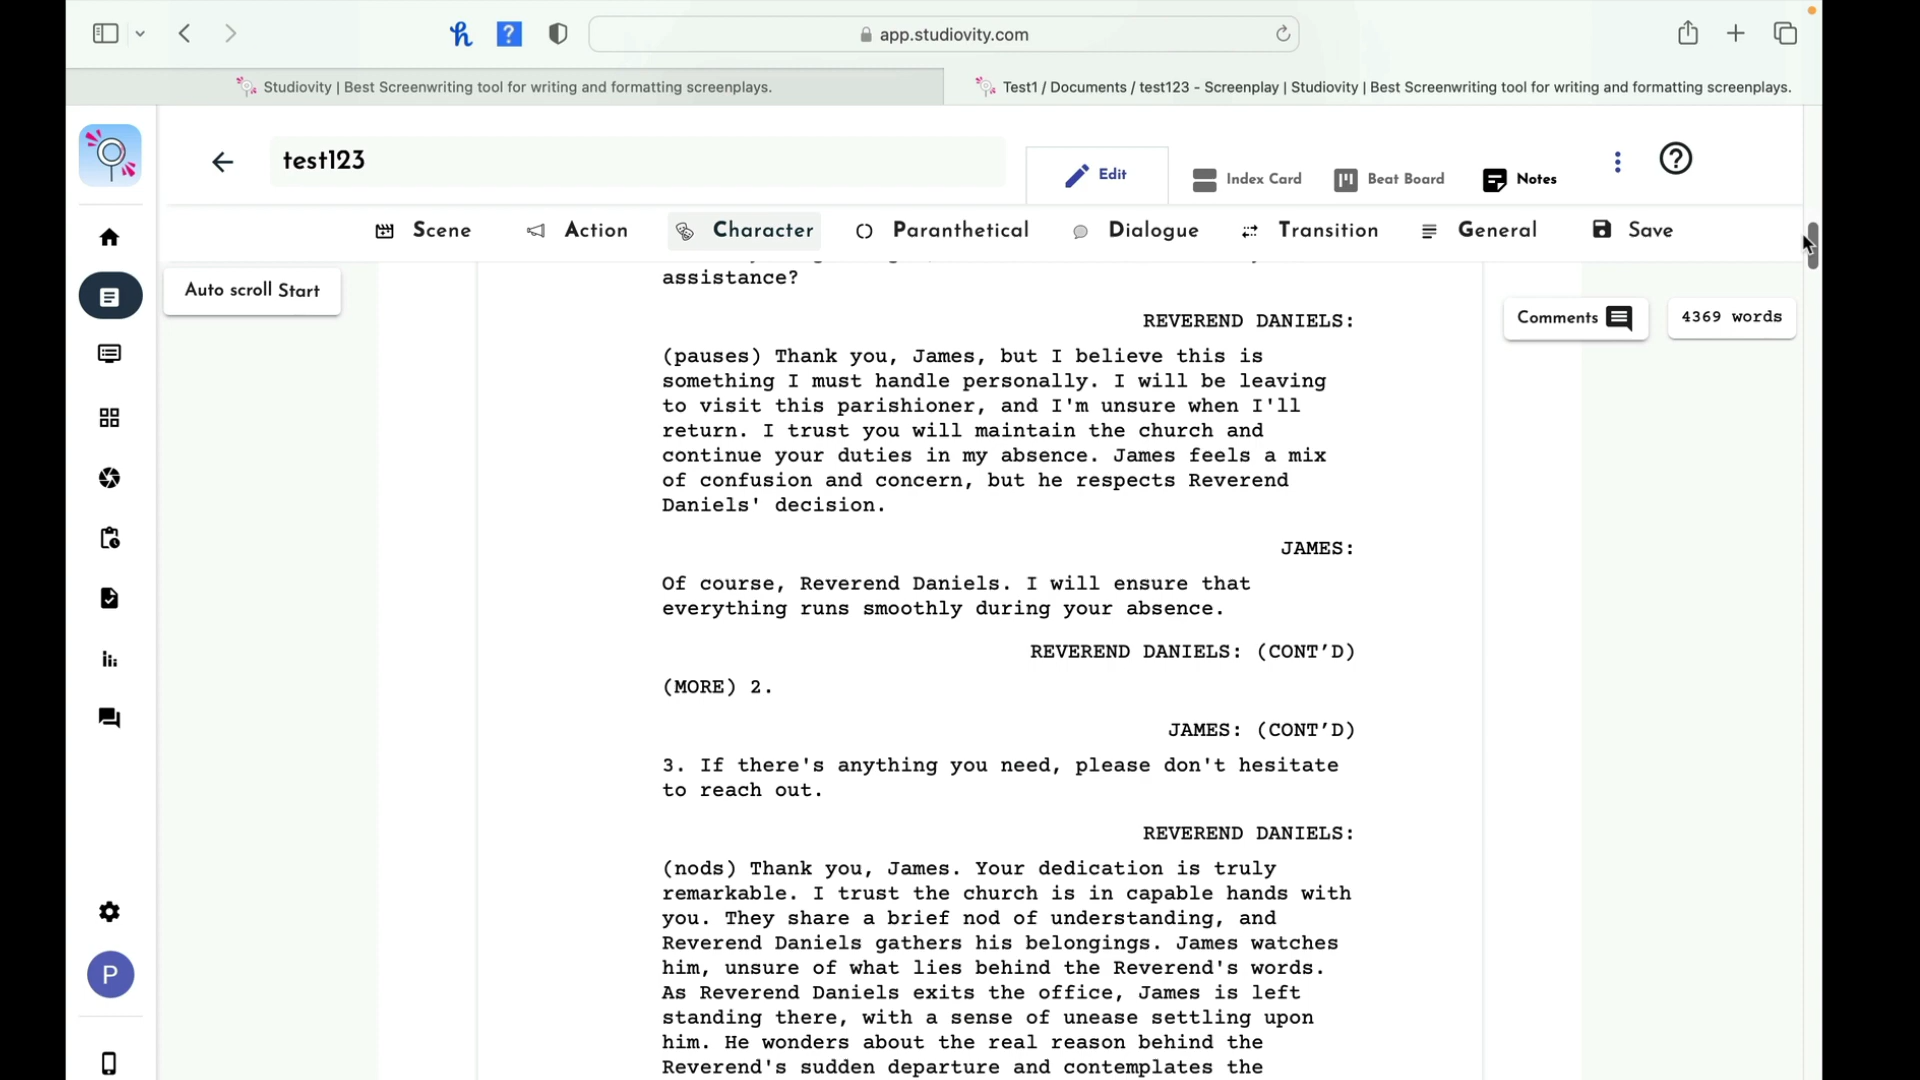 app.studiovity.com
Studiovity | Best Screenwriting tool for writing and formatting screenplays.
Test1 / Documents / test123 - Screenplay | Studiovity | Best Screenwriting tool for writing and formatting screenplays.
test123
Edit
Index Card
Beat Board
Notes
Scene
Action
Character
Paranthetical
Dialogue
Transition
General
Save
Auto scroll Start
Comments
4369 words
assistance?
REVEREND DANIELS:
(pauses) Thank you, James, but I believe this is
something I must handle personally. I will be leaving
to visit this parishioner, and I'm unsure when I'll
return. I trust you will maintain the church and
continue your duties in my absence. James feels a mix
of confusion and concern, but he respects Reverend
Daniels' decision.
JAMES:
Of course, Reverend Daniels. I will ensure that
everything runs smoothly during your absence.
REVEREND DANIELS: (CONT’D)
(MORE) 2.
JAMES: (CONT’D)
3. If there's anything you need, please don't hesitate
to reach out.
REVEREND DANIELS:
(nods) Thank you, James. Your dedication is truly
remarkable. I trust the church is in capable hands with
you. They share a brief nod of understanding, and
Reverend Daniels gathers his belongings. James watches
him, unsure of what lies behind the Reverend's words.
As Reverend Daniels exits the office, James is left
standing there, with a sense of unease settling upon
him. He wonders about the real reason behind the
Reverend's sudden departure and contemplates the
P